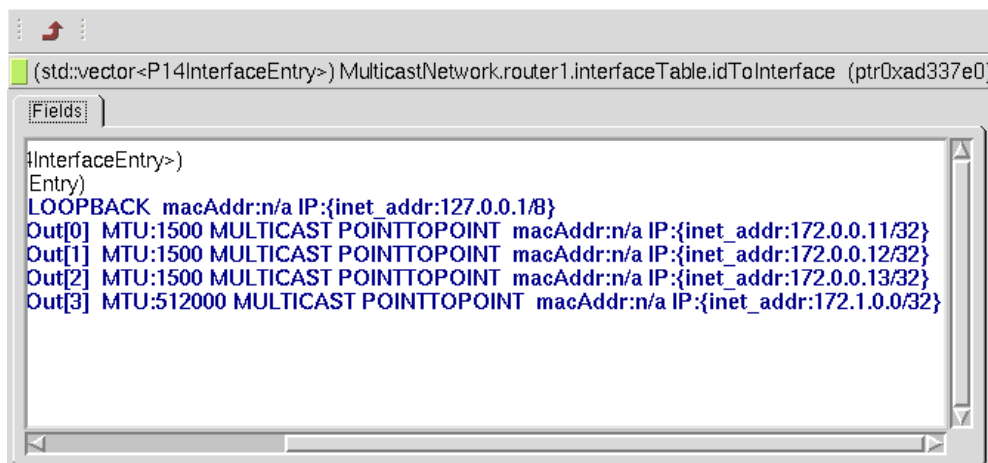 (std::vector<P14InterfaceEntry>) MulticastNetwork.router1.interfaceTable.idToInterface (ptr0xad337e0)
Fields
4InterfaceEntry>)
Entry)
LOOPBACK macAddr:n/a IP:{inet_addr:127.0.0.1/8}
Out[0] MTU:1500 MULTICAST POINTTOPOINT macAddr:n/a IP:{inet_addr:172.0.0.11/32}
Out[1] MTU:1500 MULTICAST POINTTOPOINT macAddr:n/a IP:{inet_addr:172.0.0.12/32}
Out[2] MTU:1500 MULTICAST POINTTOPOINT macAddr:n/a IP:{inet_addr:172.0.0.13/32}
Out[3] MTU:512000 MULTICAST POINTTOPOINT macAddr:n/a IP:{inet_addr:172.1.0.0/32}